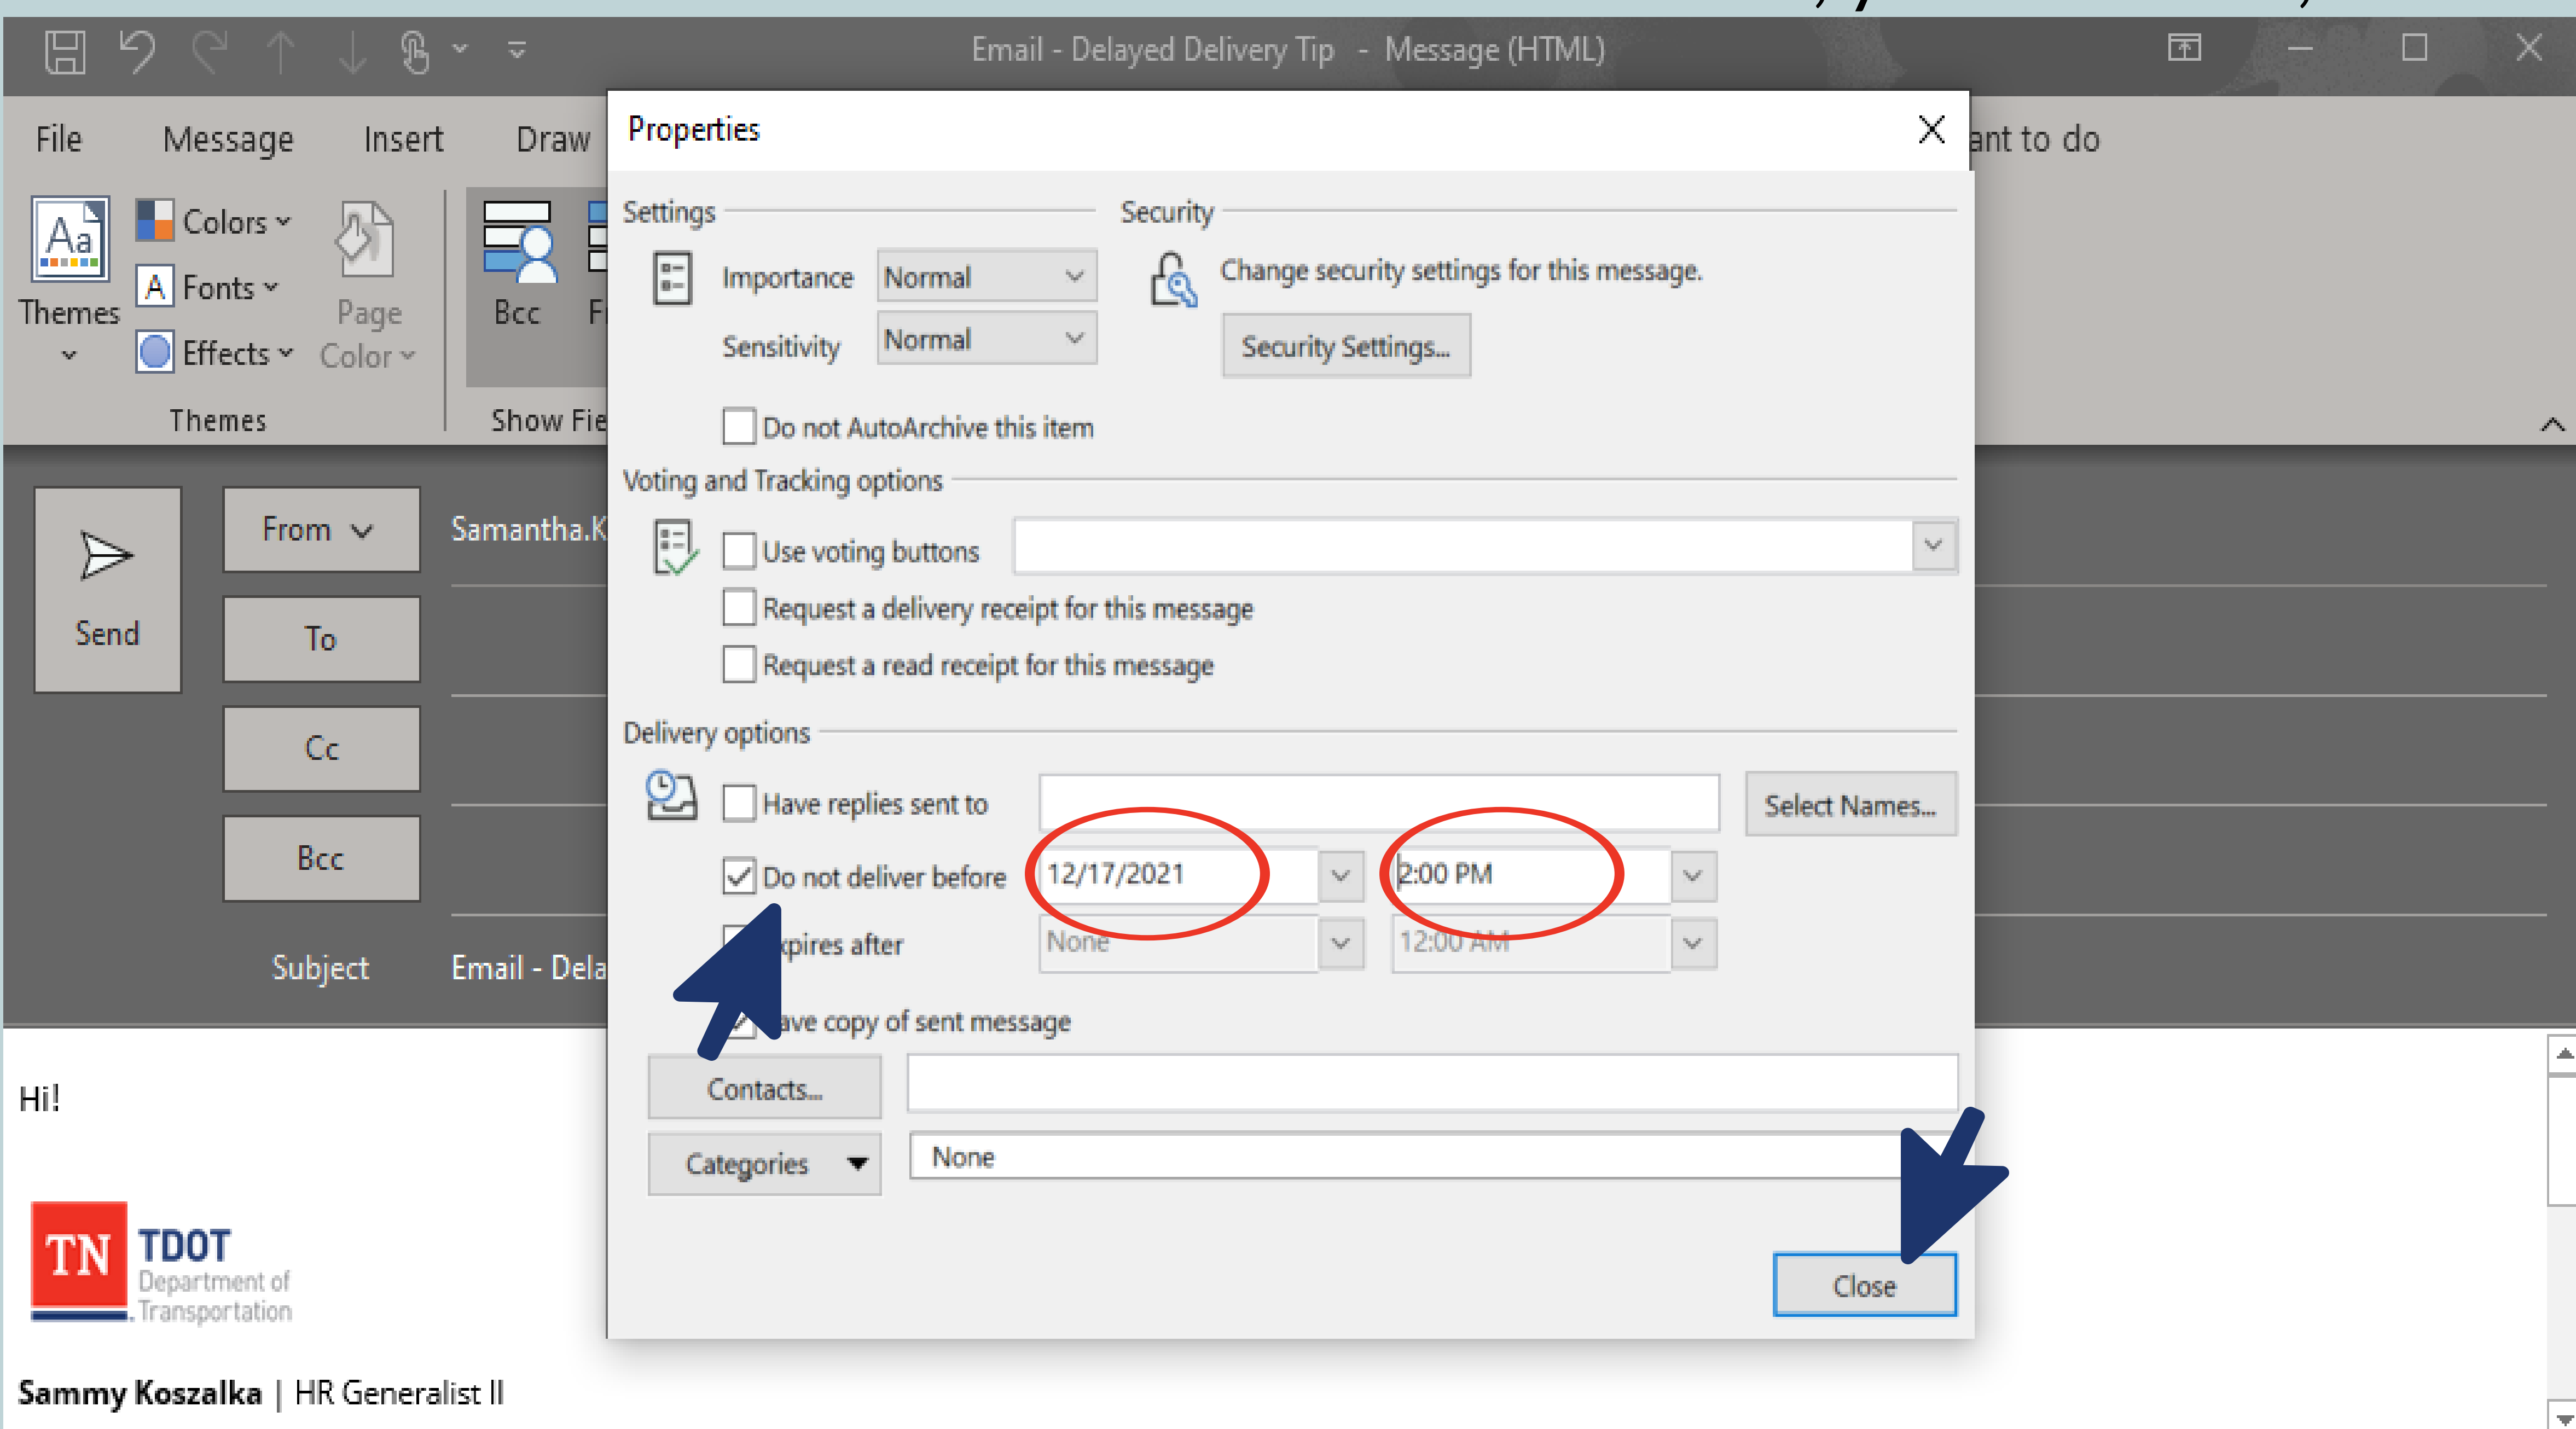 Email - Delayed Delivery Tip - Message (HTML)
File Message Insert Draw ant to do
Themes
Colors
Fonts
Effects
Page
Color
Bcc
Themes
Show Fie
Send
From
Samantha.K
To
Cc
Bcc
Subject
Email - Dela
Properties
Settings
Importance Normal
Sensitivity Normal
Do not AutoArchive this item
Security
Change security settings for this message.
Security Settings...
Voting and Tracking options
Use voting buttons
Request a delivery receipt for this message
Request a read receipt for this message
Delivery options
Have replies sent to Select Names...
Do not deliver before 12/17/2021 2:00 PM
xpires after None 12:00 AM
ave copy of sent message
Contacts...
Categories None
Close
Hi!
TN TDOT
Department of
Transportation
Sammy Koszalka | HR Generalist II